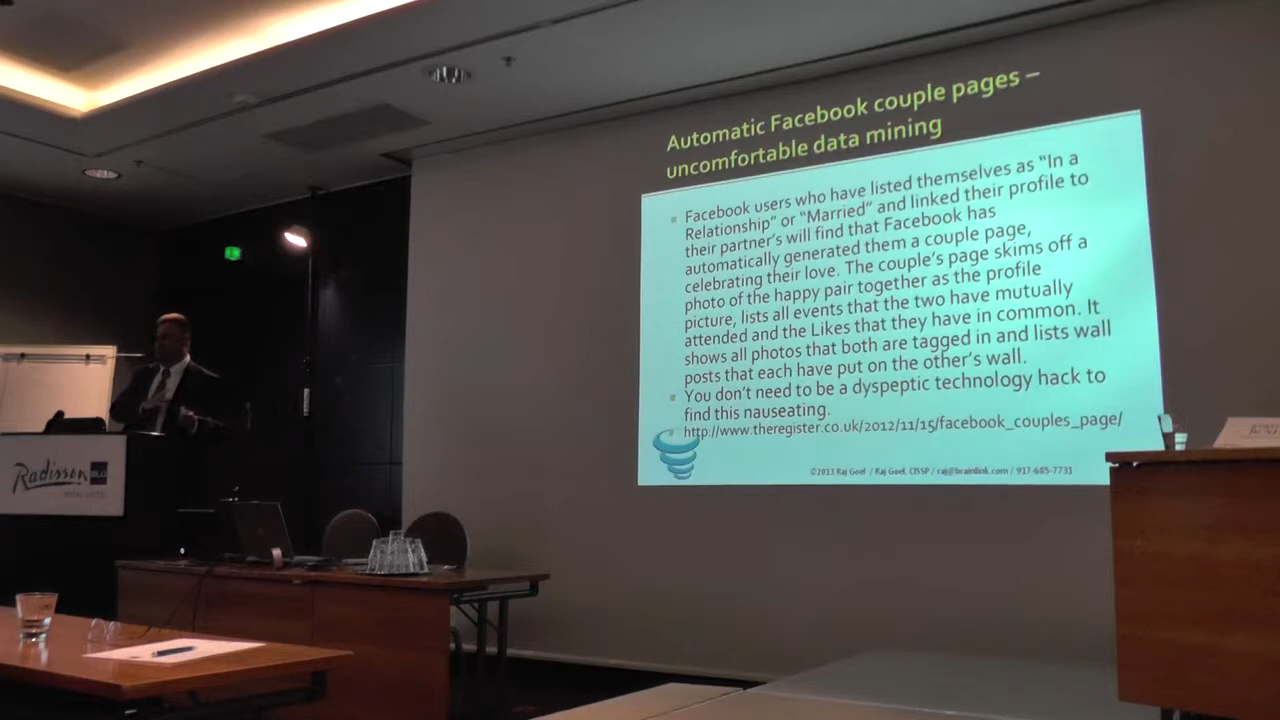 Automatic Facebook couple pages –
uncomfortable data mining
Facebook users who have listed themselves as “In a
Relationship” or “Married” and linked their profile to
their partner’s will find that Facebook has
automatically generated them a couple page,
celebrating their love. The couple’s page skims off a
photo of the happy pair together as the profile
picture, lists all events that the two have mutually
attended and the Likes that they have in common. It
shows all photos that both are tagged in and lists wall
posts that each have put on the other’s wall.
You don’t need to be a dyspeptic technology hack to
find this nauseating.
http://www.theregister.co.uk/2012/11/15/facebook_couples_page/
©2013 Raj Goel / Raj Goel, CISSP / raj@brainlink.com / 917-685-7731
Radisson BLU